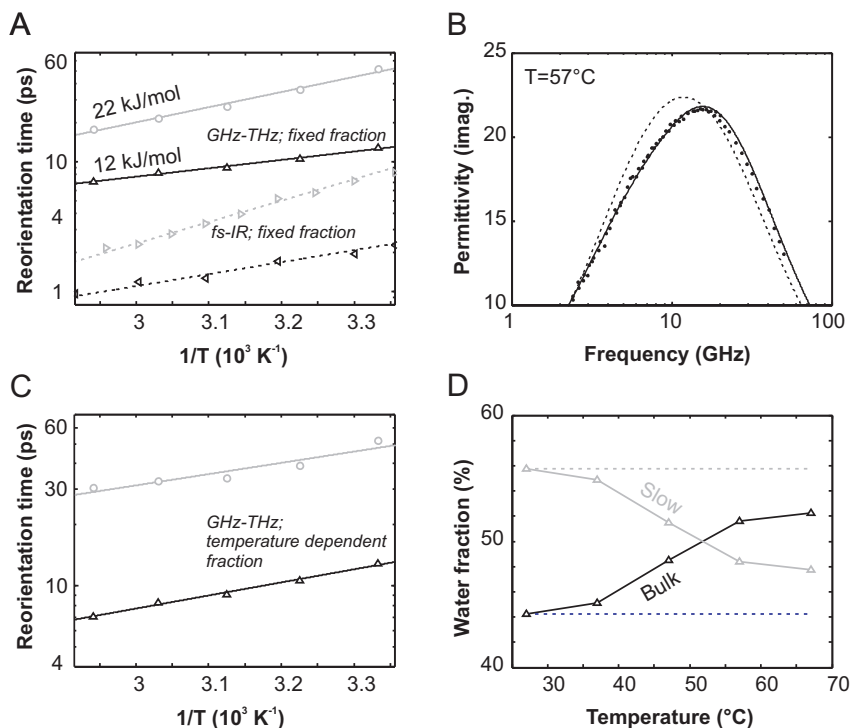 A
Reorientation time (ps)
60
10
4
1
22 kJ/mol
GHz-THz; fixed fraction
12 kJ/mol
fs-IR; fixed fraction
3
3.1
3.2
3.3
1/T (10³ K⁻¹)
B
Permittivity (imag.)
25
20
15
10
T=57°C
1
10
100
Frequency (GHz)
C
Reorientation time (ps)
60
30
10
4
GHz-THz;
temperature dependent
fraction
3
3.1
3.2
3.3
1/T (10³ K⁻¹)
D
Water fraction (%)
60
50
40
Slow
Bulk
30
40
50
60
70
Temperature (°C)